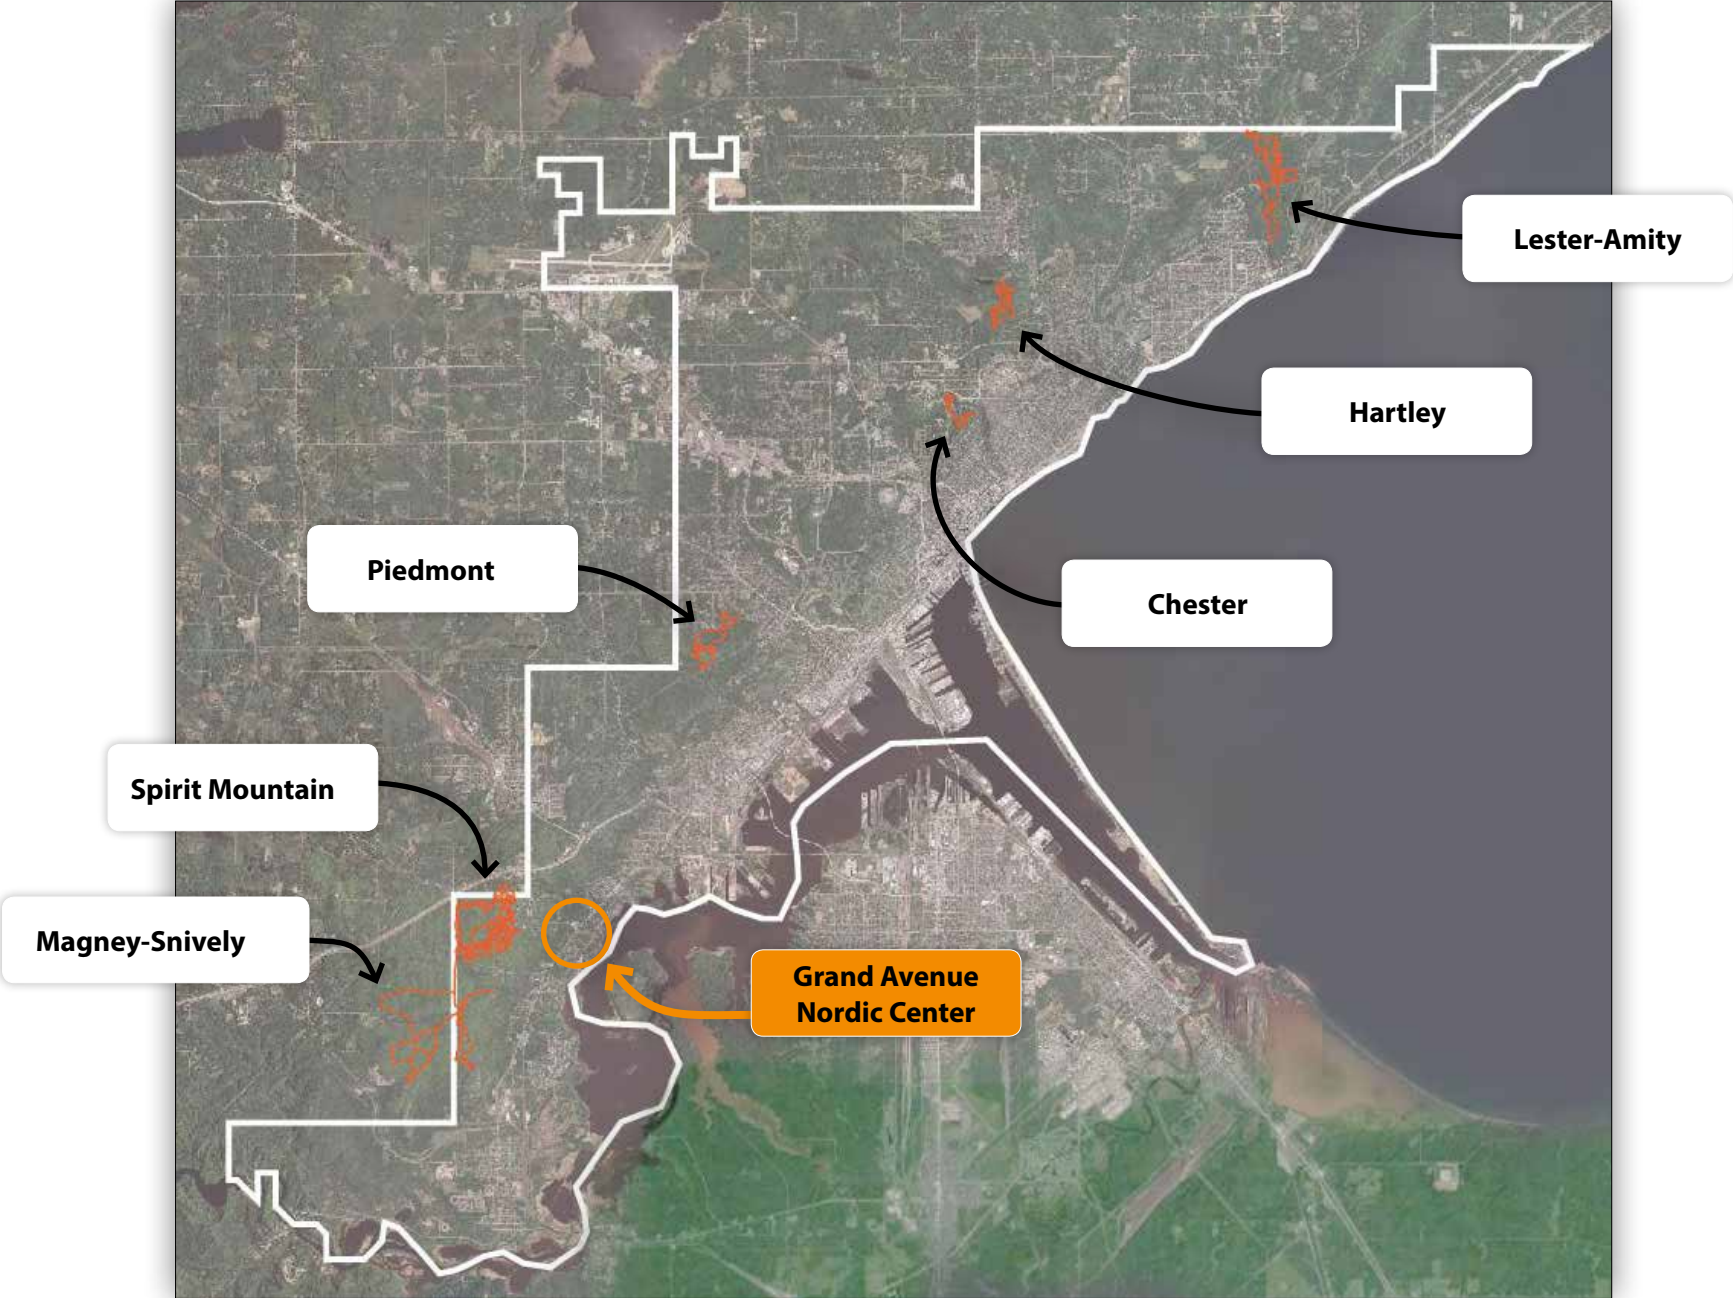 Lester-Amity
Hartley
Piedmont
Chester
Spirit Mountain
Magney-Snively
Grand Avenue
Nordic Center